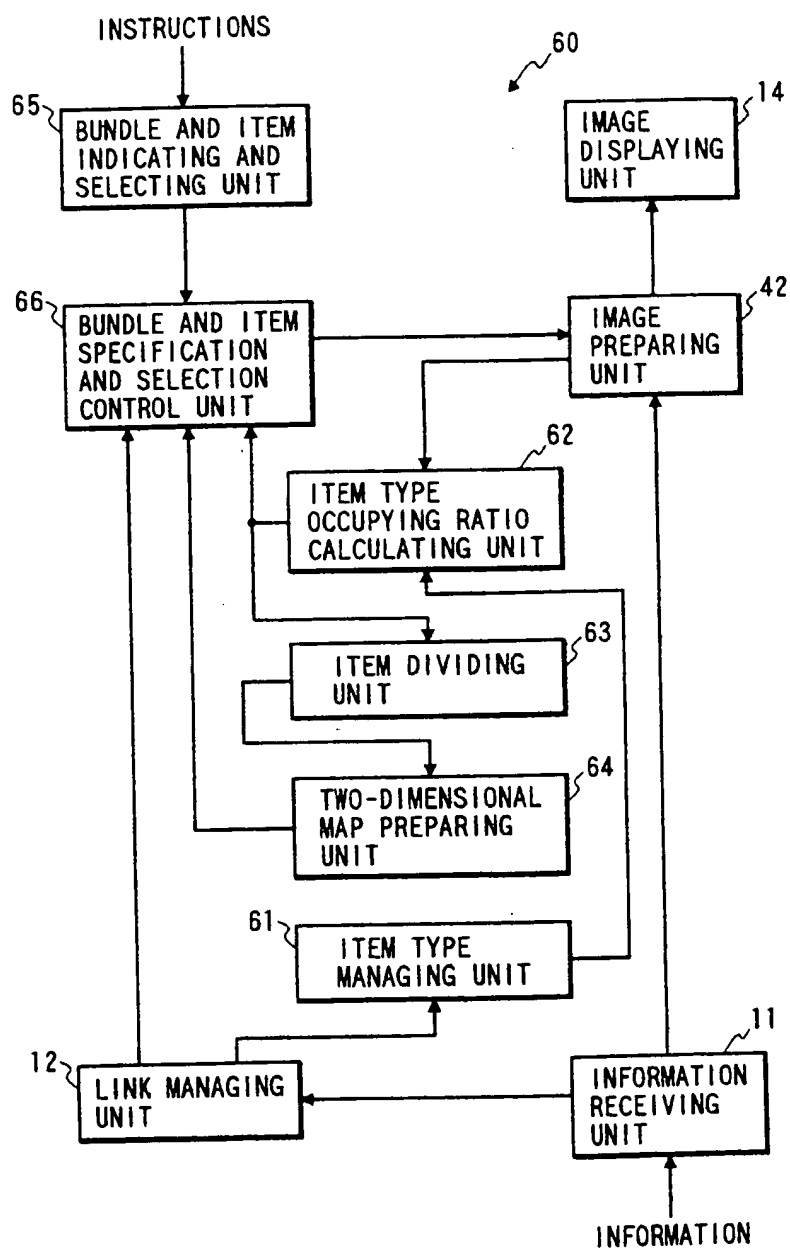 INSTRUCTIONS
60
65
BUNDLE AND ITEM
INDICATING AND
SELECTING UNIT
14
IMAGE
DISPLAYING
UNIT
66
BUNDLE AND ITEM
SPECIFICATION
AND SELECTION
CONTROL UNIT
42
IMAGE
PREPARING
UNIT
62
ITEM TYPE
OCCUPYING RATIO
CALCULATING UNIT
63
ITEM DIVIDING
UNIT
64
TWO-DIMENSIONAL
MAP PREPARING
UNIT
61
ITEM TYPE
MANAGING UNIT
12
LINK MANAGING
UNIT
11
INFORMATION
RECEIVING
UNIT
INFORMATION